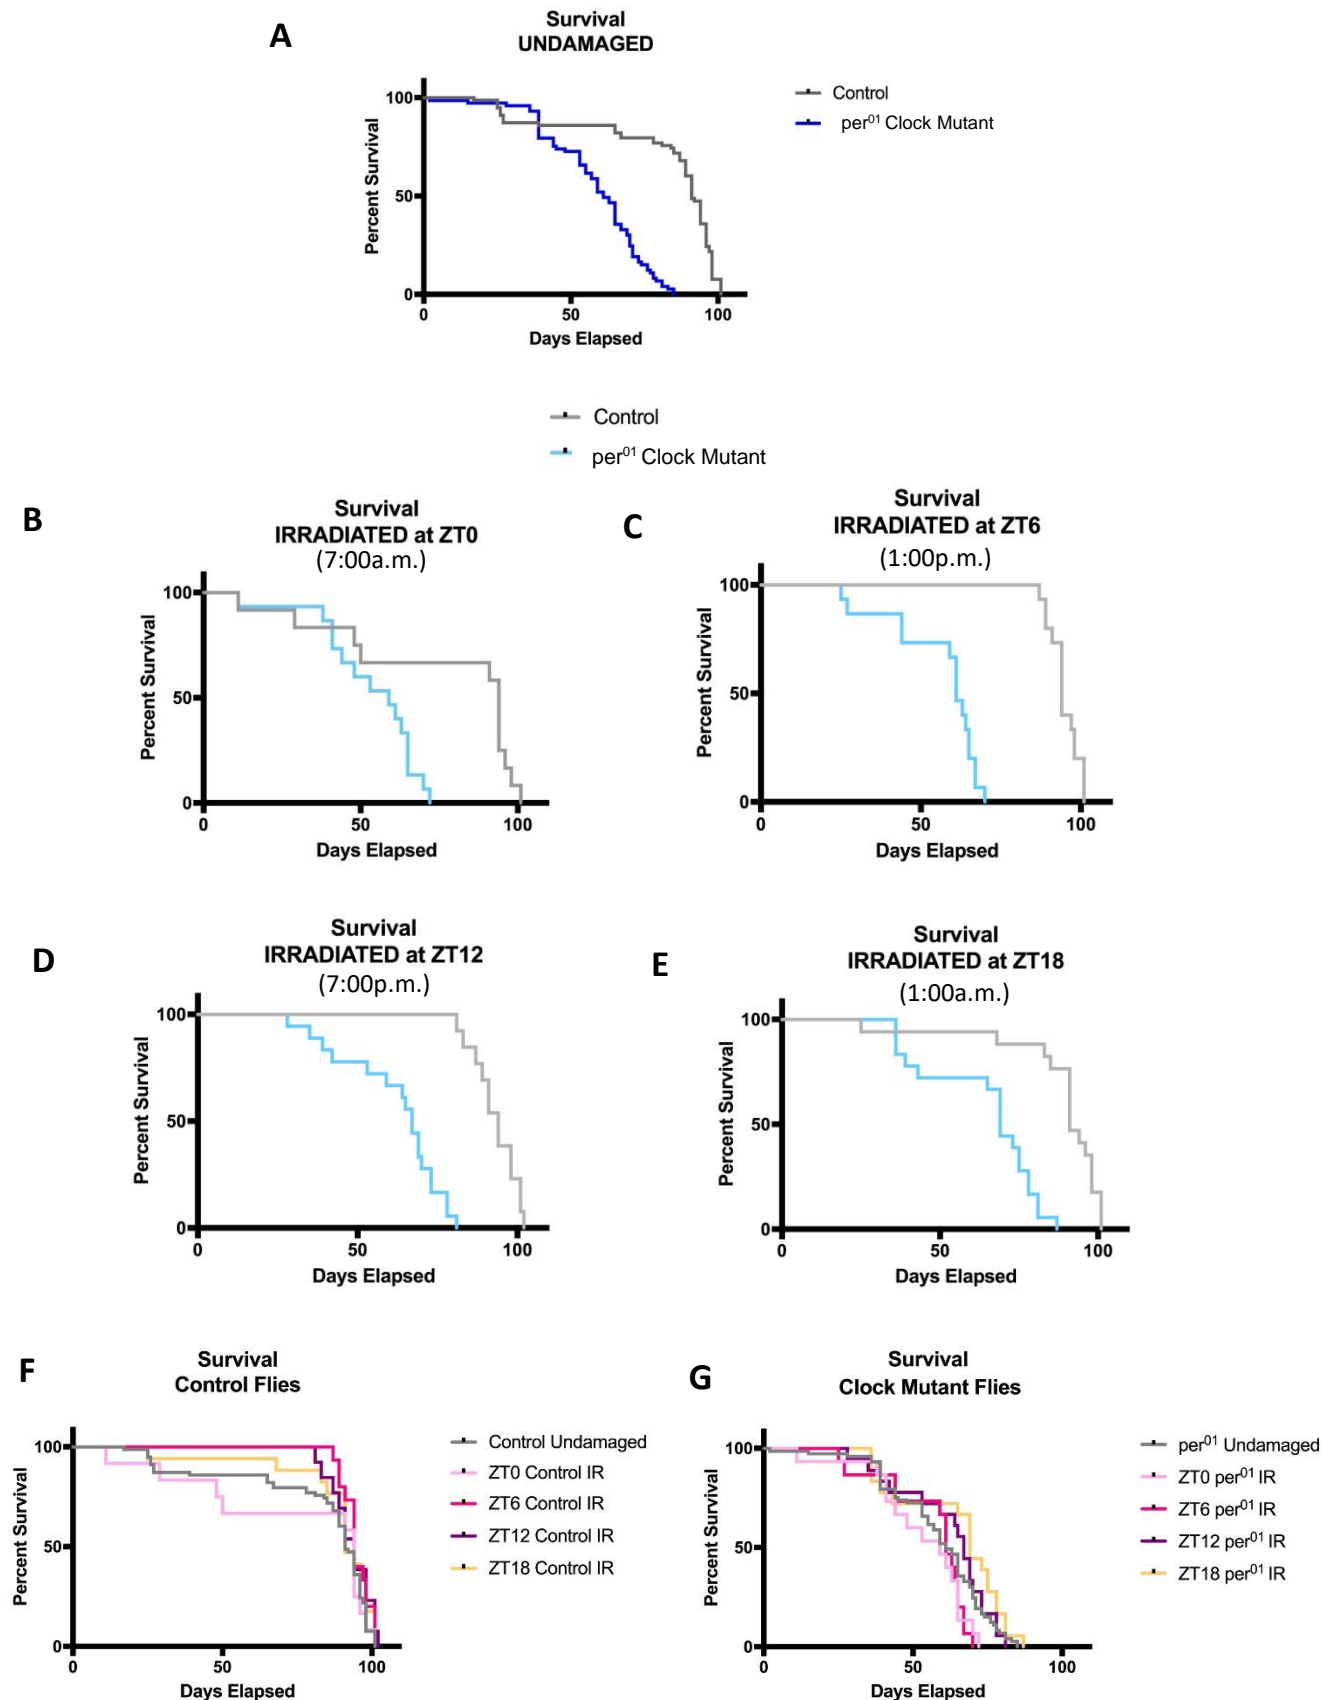 A
Survival
UNDAMAGED
100
50
0
0
50
100
Percent Survival
Days Elapsed
Control
per⁰¹ Clock Mutant
Control
per⁰¹ Clock Mutant
B
Survival
IRRADIATED at ZT0
(7:00a.m.)
100
50
0
0
50
100
Percent Survival
Days Elapsed
C
Survival
IRRADIATED at ZT6
(1:00p.m.)
100
50
0
0
50
100
Percent Survival
Days Elapsed
D
Survival
IRRADIATED at ZT12
(7:00p.m.)
100
50
0
0
50
100
Percent Survival
Days Elapsed
E
Survival
IRRADIATED at ZT18
(1:00a.m.)
100
50
0
0
50
100
Percent Survival
Days Elapsed
F
Survival
Control Flies
100
50
0
0
50
100
Percent Survival
Days Elapsed
Control Undamaged
ZT0 Control IR
ZT6 Control IR
ZT12 Control IR
ZT18 Control IR
G
Survival
Clock Mutant Flies
100
50
0
0
50
100
Percent Survival
Days Elapsed
per⁰¹ Undamaged
ZT0 per⁰¹ IR
ZT6 per⁰¹ IR
ZT12 per⁰¹ IR
ZT18 per⁰¹ IR